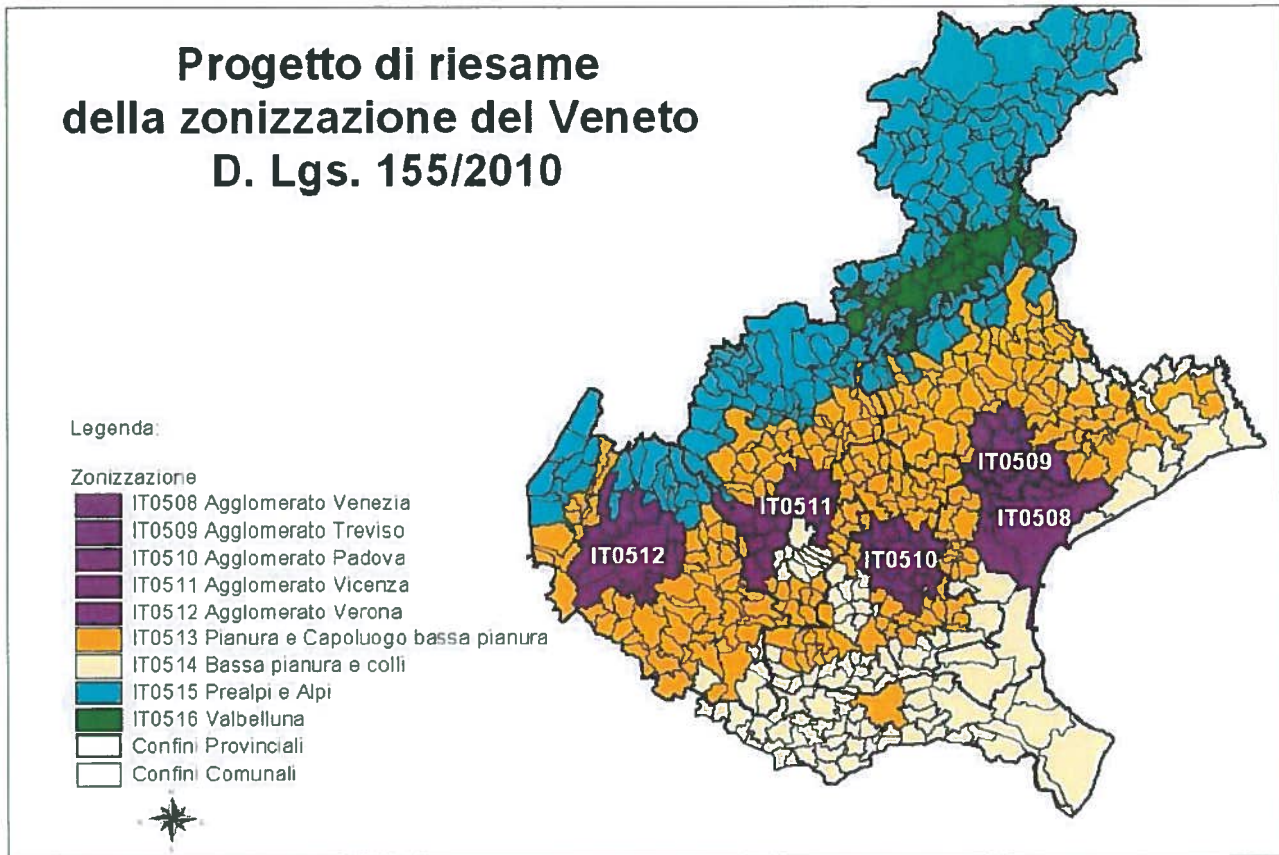 Progetto di riesame
della zonizzazione del Veneto
D. Lgs. 155/2010
Legenda:
Zonizzazione
IT0508 Agglomerato Venezia
IT0509 Agglomerato Treviso
IT0510 Agglomerato Padova
IT0511 Agglomerato Vicenza
IT0512 Agglomerato Verona
IT0513 Pianura e Capoluogo bassa pianura
IT0514 Bassa pianura e colli
IT0515 Prealpi e Alpi
IT0516 Valbelluna
Confini Provinciali
Confini Comunali
IT0509
IT0511
IT0508
IT0512
IT0510